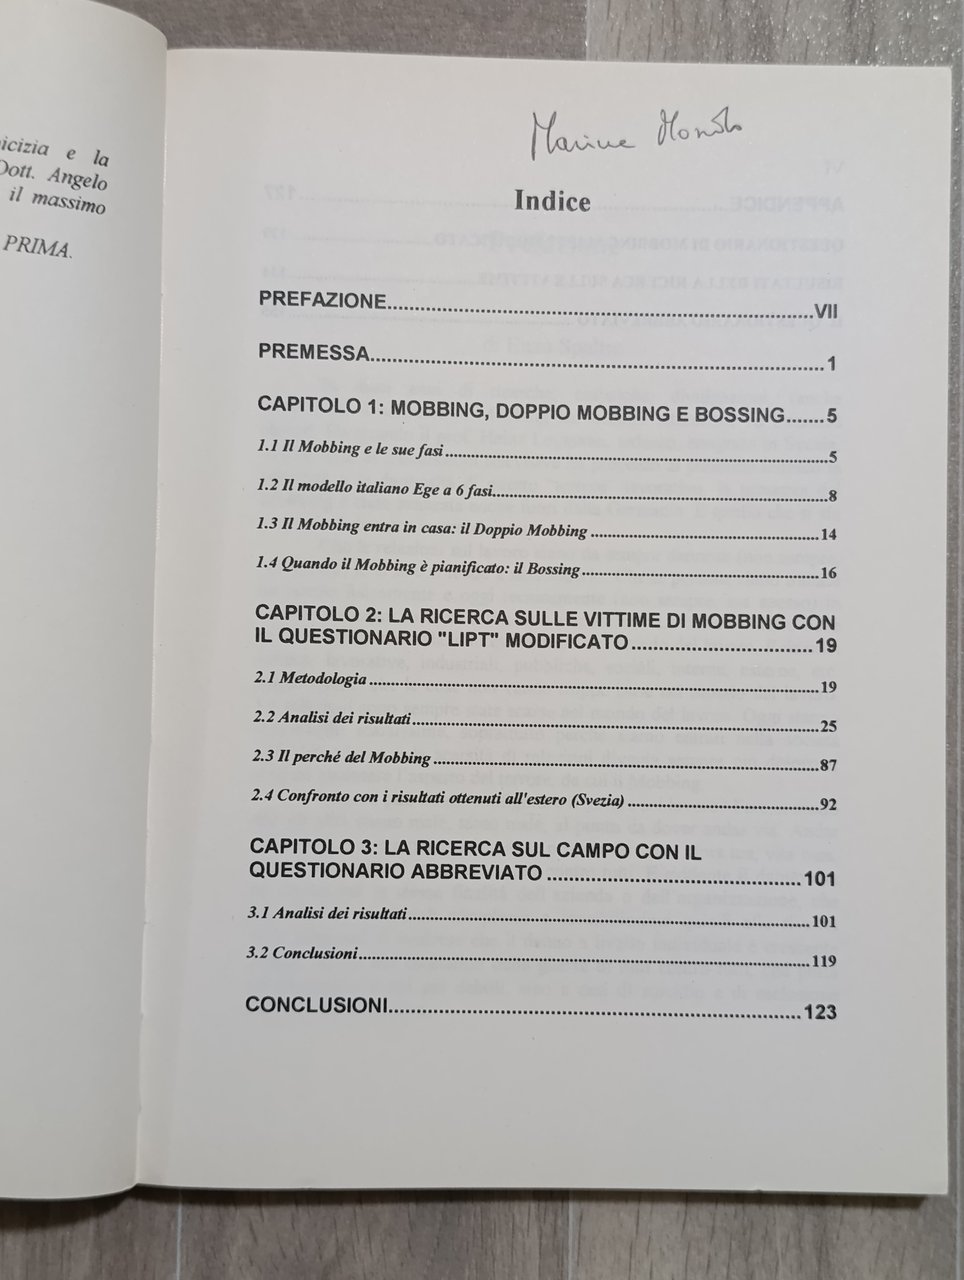 icizia e la
Dott. Angelo
il massimo
PRIMA.
Indice
PREFAZIONE.............................................................................VII
PREMESSA................................................................................1
CAPITOLO 1: MOBBING, DOPPIO MOBBING E BOSSING.......5
1.1 Il Mobbing e le sue fasi...............................................................................5
1.2 Il modello italiano Ege a 6 fasi....................................................................8
1.3 Il Mobbing entra in casa: il Doppio Mobbing..............................................14
1.4 Quando il Mobbing è pianificato: il Bossing................................................16
CAPITOLO 2: LA RICERCA SULLE VITTIME DI MOBBING CON
IL QUESTIONARIO "LIPT" MODIFICATO................................19
2.1 Metodologia..............................................................................................19
2.2 Analisi dei risultati.....................................................................................25
2.3 Il perché del Mobbing.................................................................................87
2.4 Confronto con i risultati ottenuti all'estero (Svezia).......................................92
CAPITOLO 3: LA RICERCA SUL CAMPO CON IL
QUESTIONARIO ABBREVIATO.............................................101
3.1 Analisi dei risultati.....................................................................................101
3.2 Conclusioni................................................................................................119
CONCLUSIONI.........................................................................123